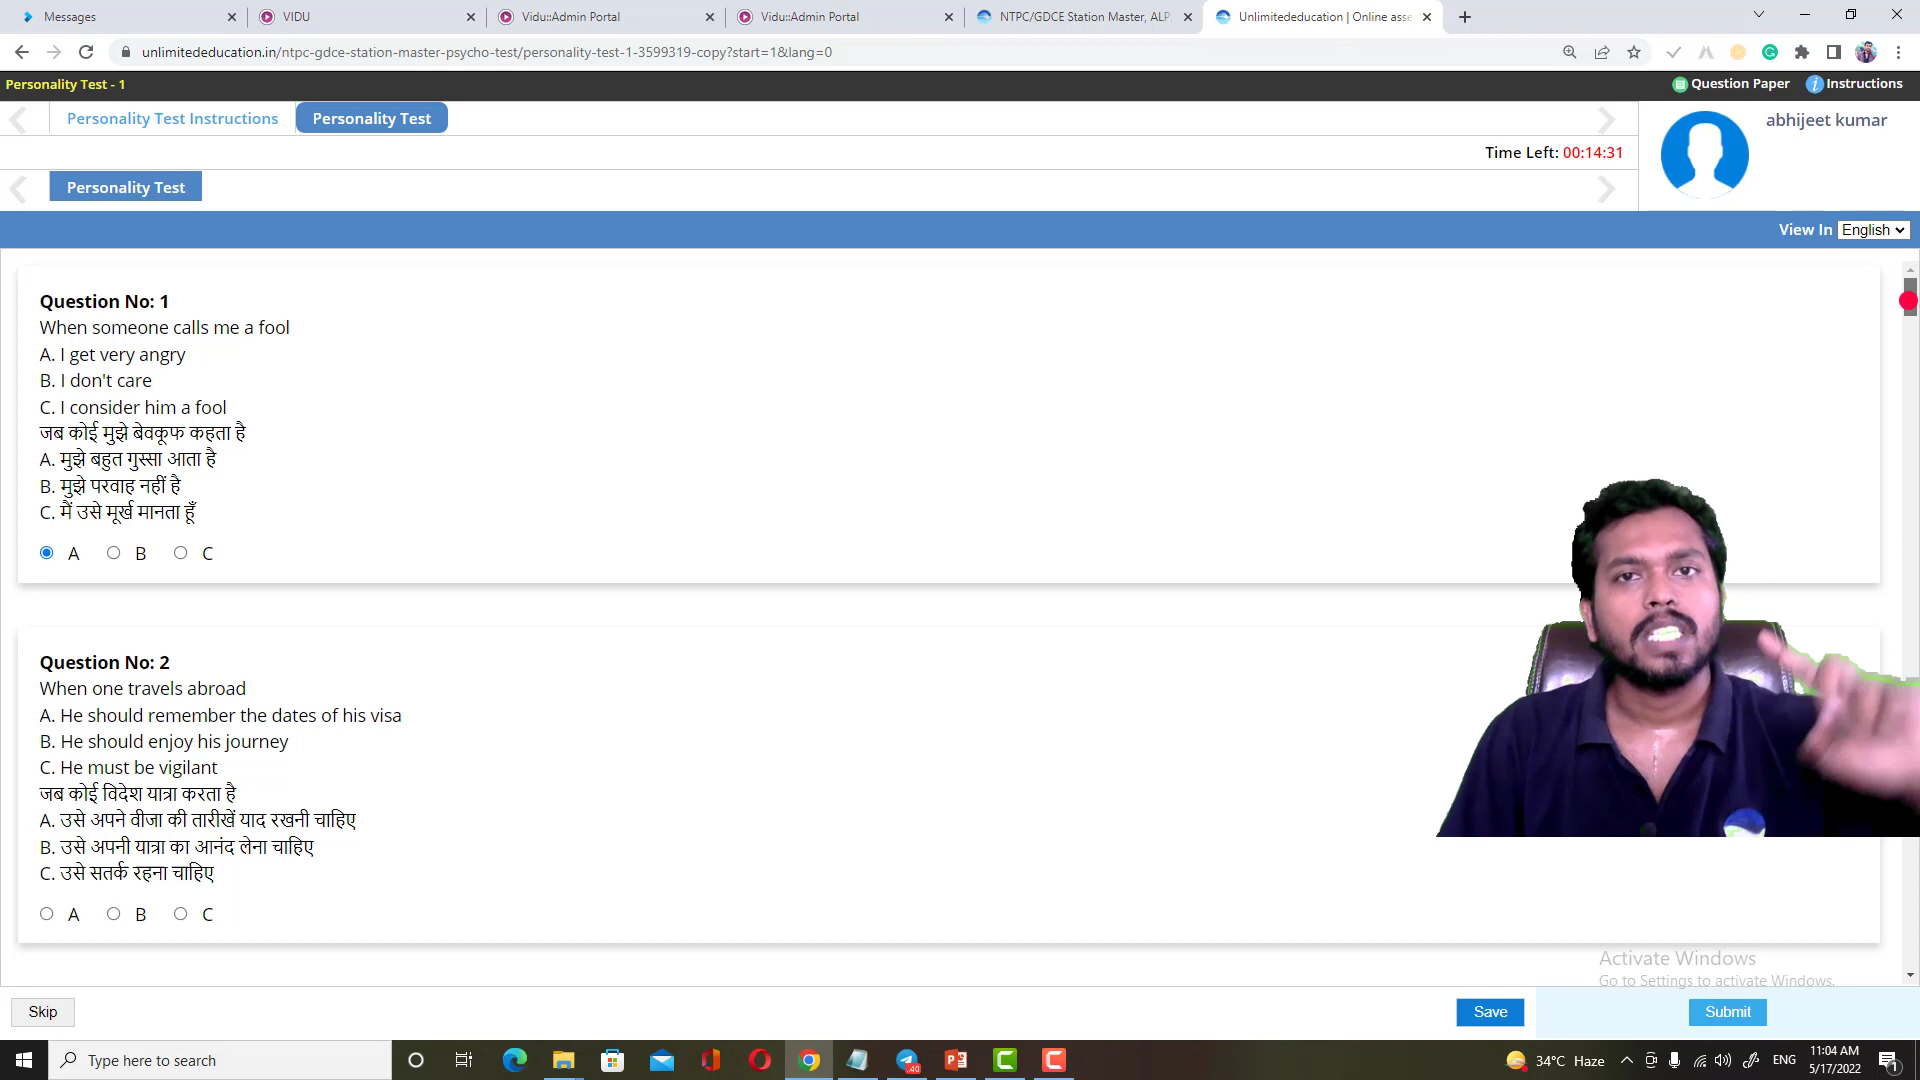 Messages
VIDU
Vidu::Admin Portal
Vidu::Admin Portal
NTPC/GDCE Station Master, ALP
Unlimitededucation | Online asse
unlimitededucation.in/ntpc-gdce-station-master-psycho-test/personality-test-1-3599319-copy?start=1&lang=0
Personality Test - 1
Question Paper
Instructions
Personality Test Instructions
Personality Test
abhijeet kumar
Time Left: 00:14:31
Personality Test
View In English
Question No: 1
When someone calls me a fool
A. I get very angry
B. I don't care
C. I consider him a fool
जब कोई मुझे बेवकूफ कहता है
A. मुझे बहुत गुस्सा आता है
B. मुझे परवाह नहीं है
C. मैं उसे मूर्ख मानता हूँ
A B C
Question No: 2
When one travels abroad
A. He should remember the dates of his visa
B. He should enjoy his journey
C. He must be vigilant
जब कोई विदेश यात्रा करता है
A. उसे अपने वीजा की तारीखें याद रखनी चाहिए
B. उसे अपनी यात्रा का आनंद लेना चाहिए
C. उसे सतर्क रहना चाहिए
A B C
Activate Windows
Go to Settings to activate Windows.
Skip
Save
Submit
Type here to search
40
34°C Haze
ENG
11:04 AM
5/17/2022
1